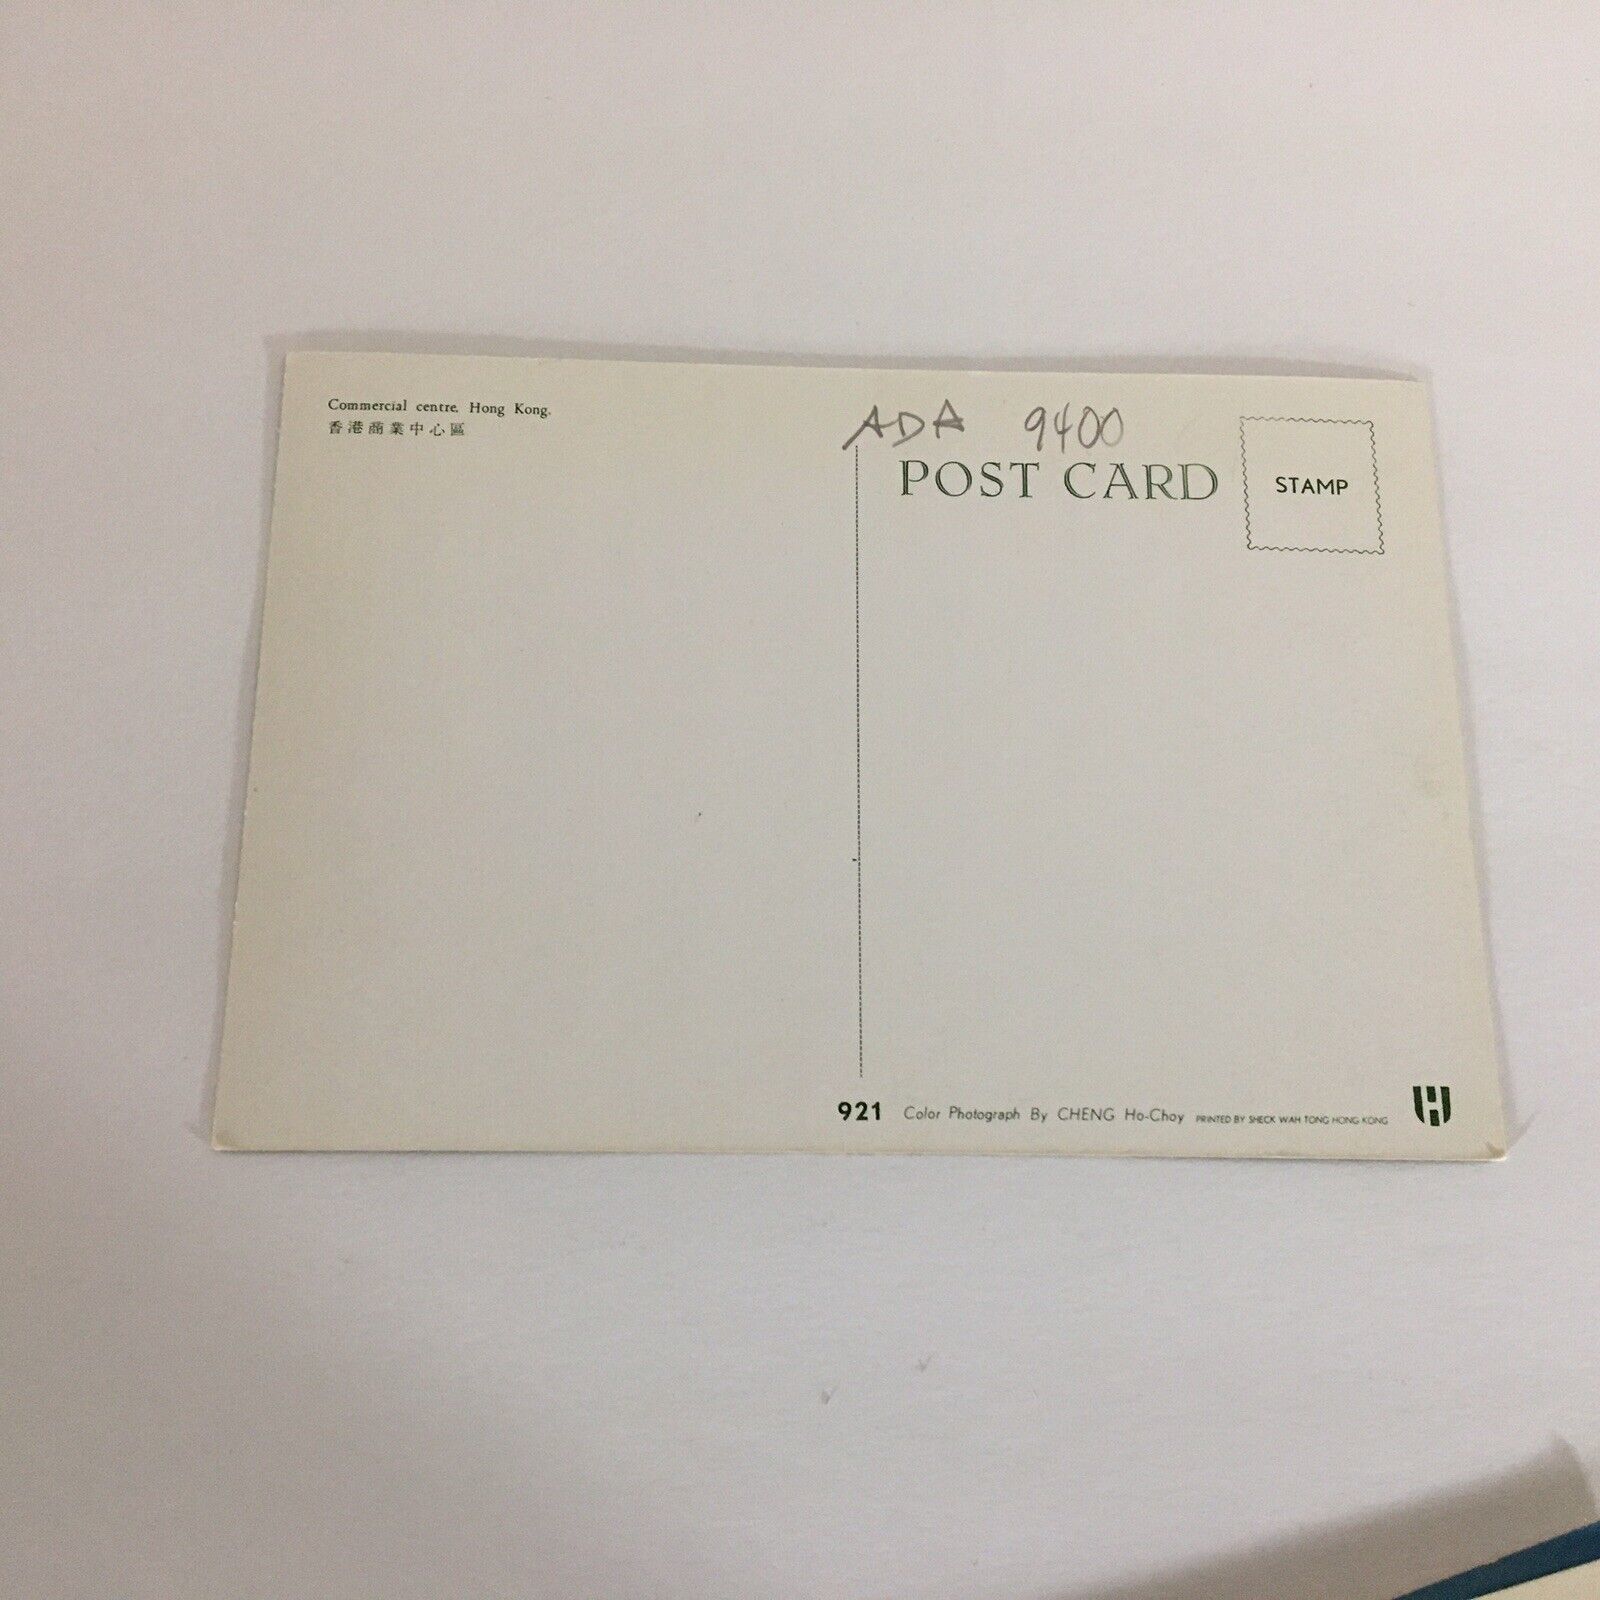 Commercial centre, Hong Kong.
香港商業中心區
ADA 9400
POST CARD
STAMP
921 Color Photograph By CHENG Ho-Choy PRINTED BY SHECK WAH TONG HONG KONG